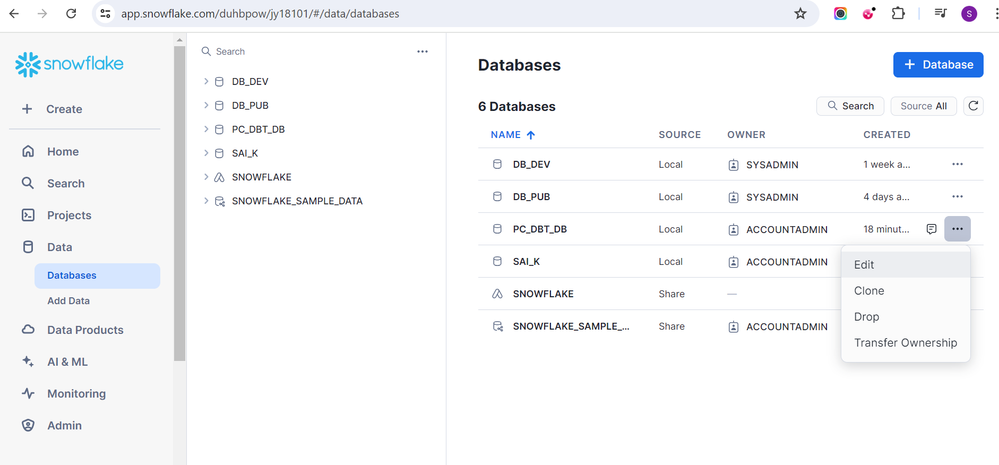 app.snowflake.com/duhbpow/jy18101/#/data/databases
S
snowflake
Create
Home
Search
Projects
Data
Databases
Add Data
Data Products
AI & ML
Monitoring
Admin
Search
DB_DEV
DB_PUB
PC_DBT_DB
SAI_K
SNOWFLAKE
SNOWFLAKE_SAMPLE_DATA
Databases
+ Database
6 Databases
Search
Source All
NAME SOURCE OWNER CREATED
DB_DEV Local SYSADMIN 1 week a...
DB_PUB Local SYSADMIN 4 days a...
PC_DBT_DB Local ACCOUNTADMIN 18 minut...
SAI_K Local ACCOUNTADMIN
SNOWFLAKE Share —
SNOWFLAKE_SAMPLE_... Share ACCOUNTADMIN
Edit
Clone
Drop
Transfer Ownership